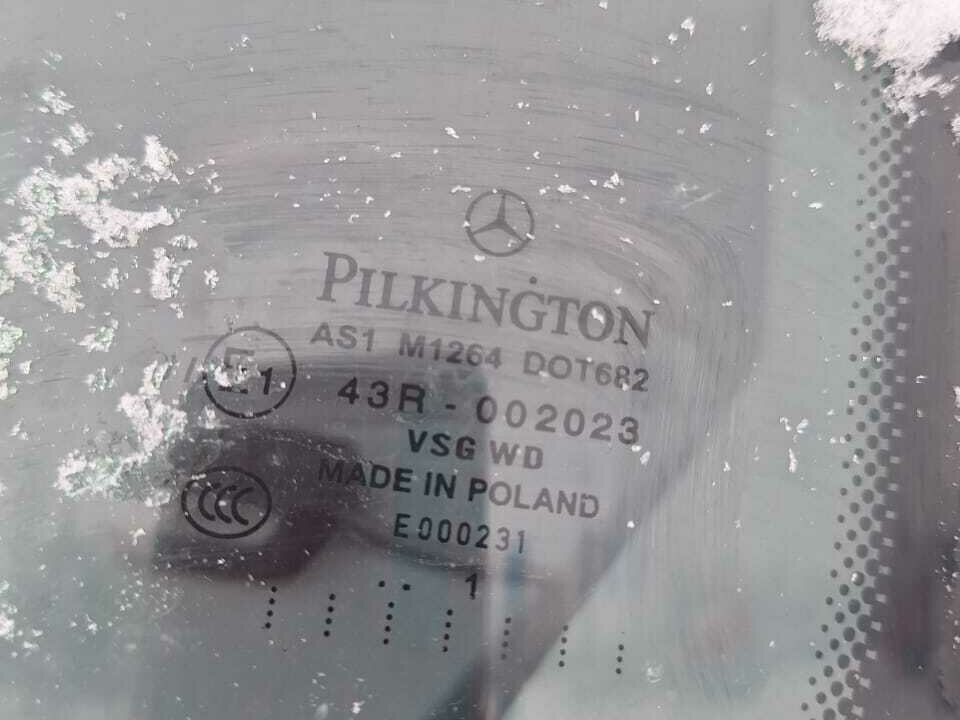 PILKINGTON
AS1 M1264 DOT682
E1
43R - 002023
VSG WD
MADE IN POLAND
CCC
E000231
1